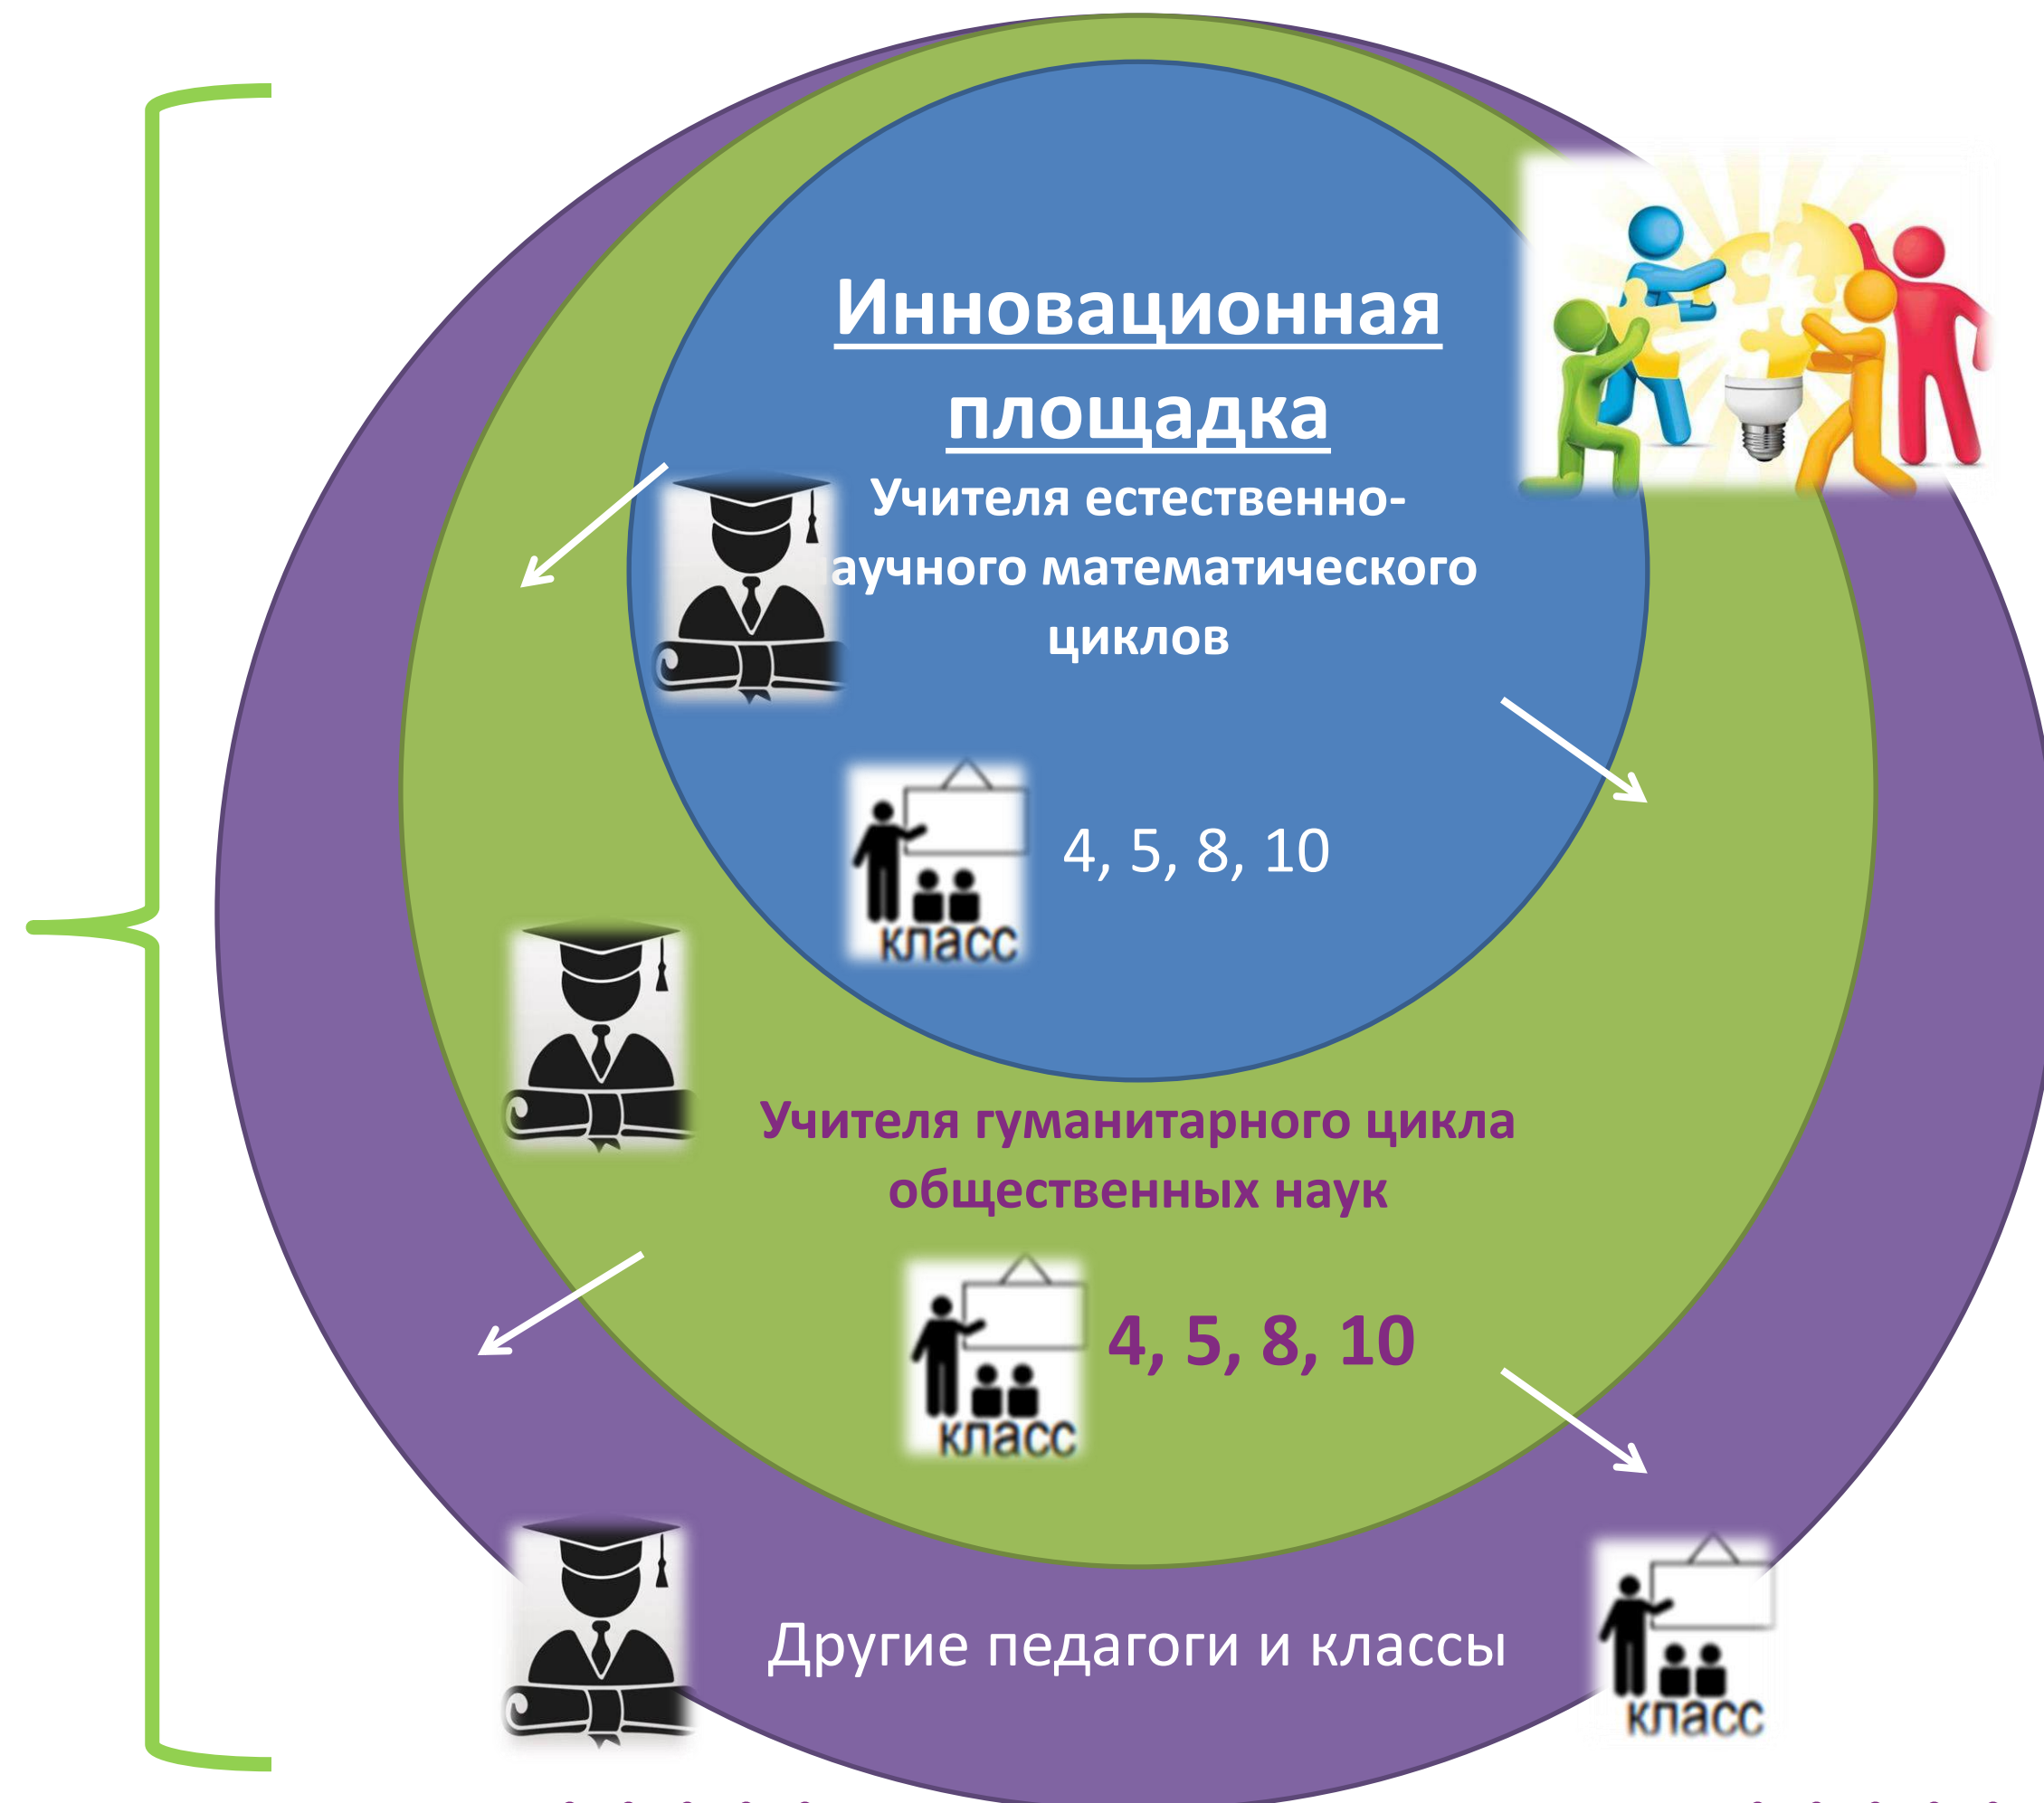 Инновационная
площадка
Учителя естественно-
аучного математического
циклов
4, 5, 8, 10
класс
Учителя гуманитарного цикла
общественных наук
4, 5, 8, 10
класс
Другие педагоги и классы
класс